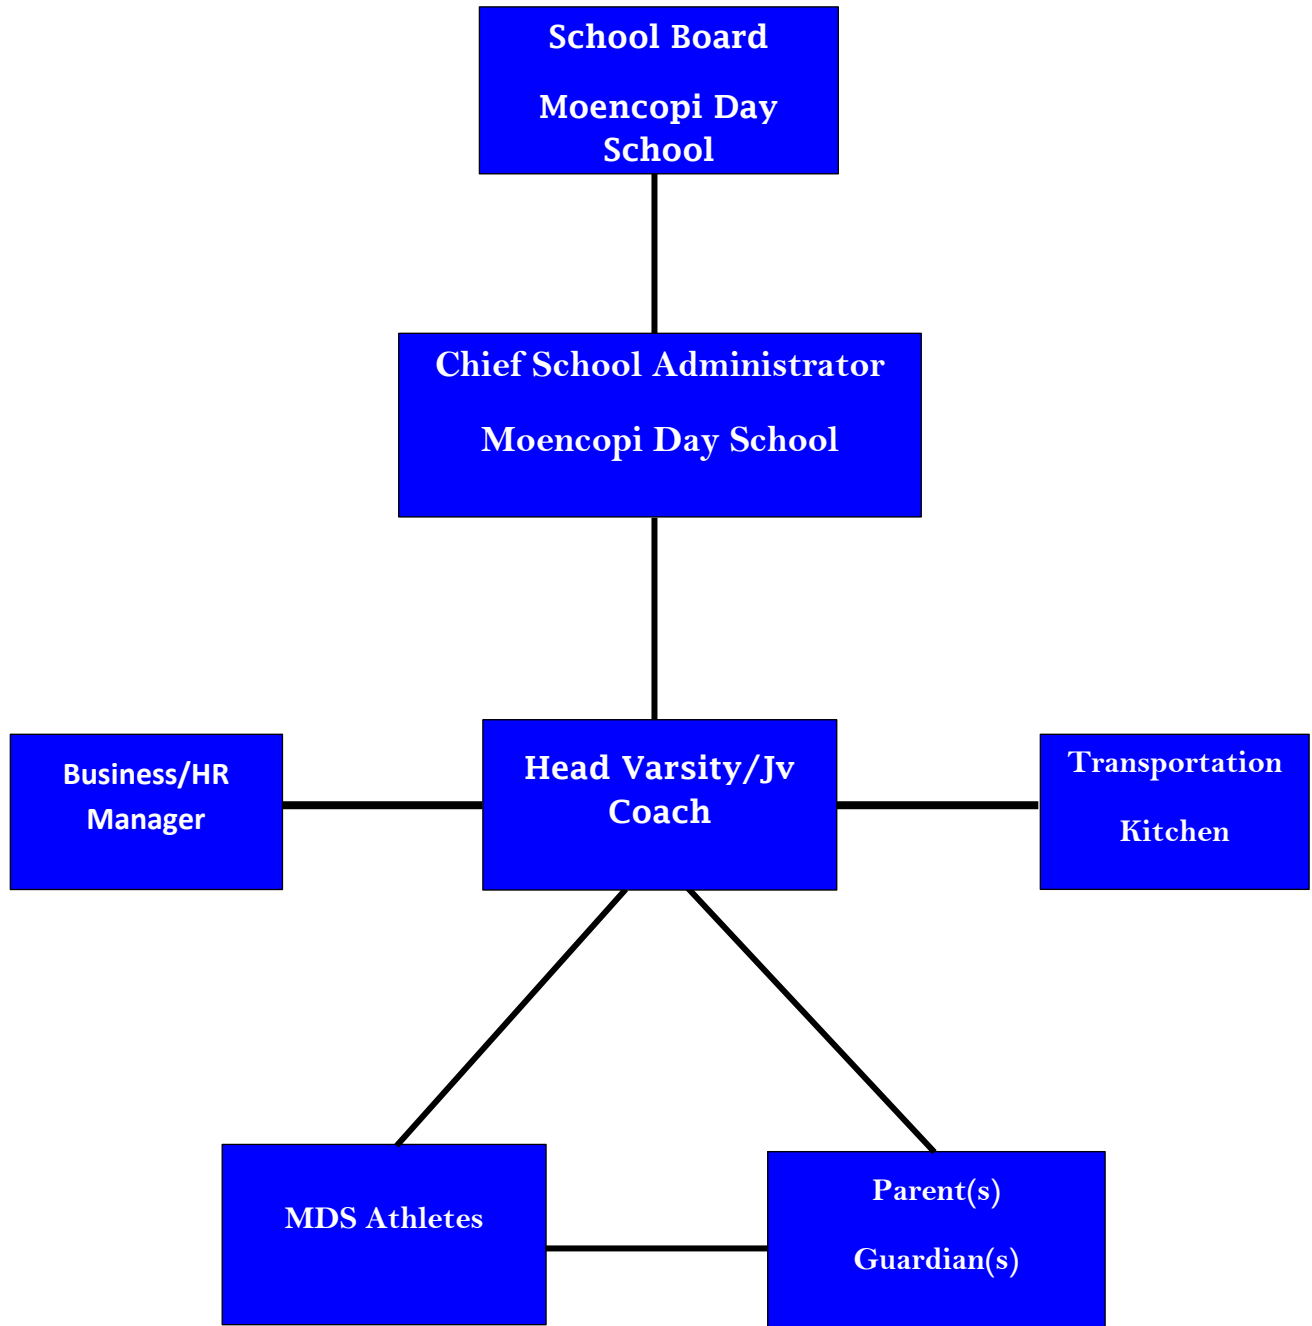 School Board
Moencopi Day
School
Chief School Administrator
Moencopi Day School
Business/HR
Manager
Head Varsity/Jv
Coach
Transportation
Kitchen
MDS Athletes
Parent(s)
Guardian(s)